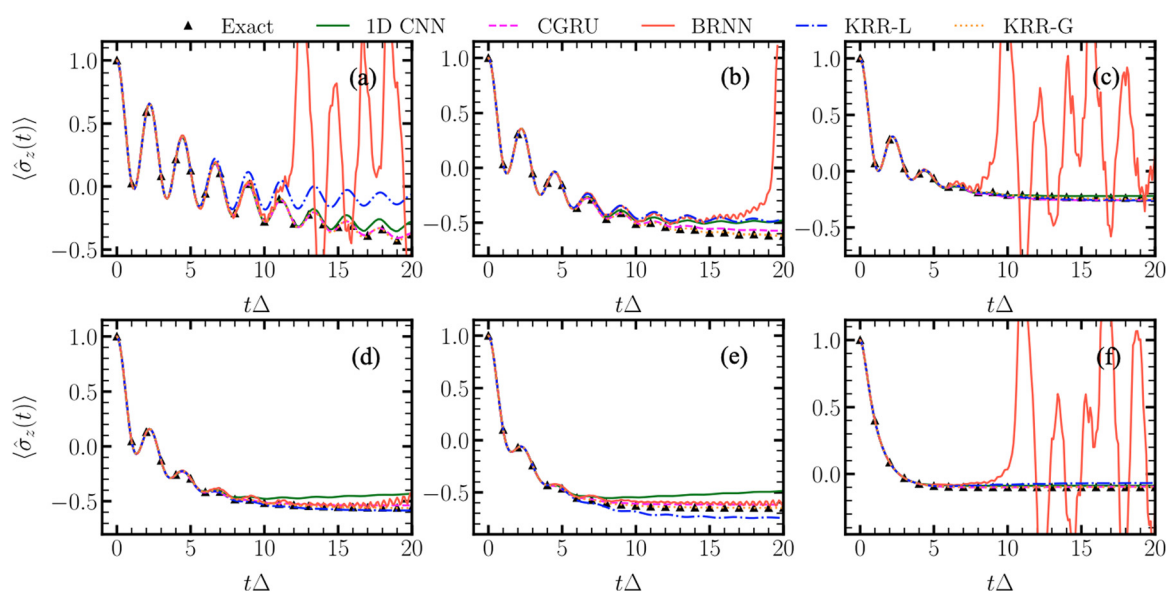 Exact 1D CNN CGRU BRNN KRR-L KRR-G
(a) (b) (c)
1.0 1.0 1.0
0.5 0.5 0.5
0.0 0.0 0.0
−0.5 −0.5 −0.5
⟨σ̂z(t)⟩
0 5 10 15 20 0 5 10 15 20 0 5 10 15 20
tΔ tΔ tΔ
(d) (e) (f)
1.0 1.0 1.0
0.5 0.5 0.5
0.0 0.0 0.0
−0.5 −0.5
⟨σ̂z(t)⟩
0 5 10 15 20 0 5 10 15 20 0 5 10 15 20
tΔ tΔ tΔ